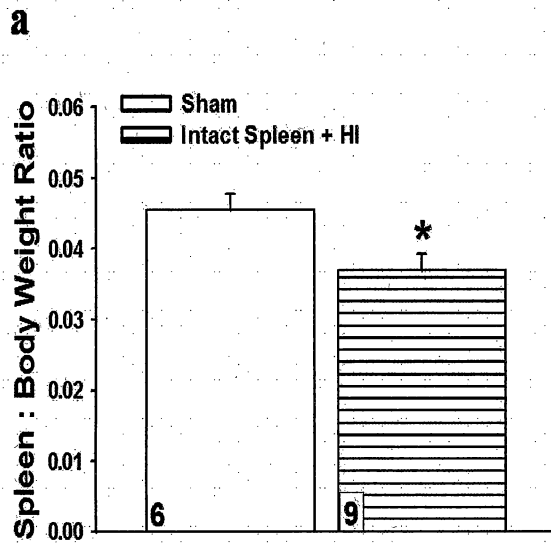 a
Sham
Intact Spleen + HI
Spleen : Body Weight Ratio
0.06
0.05
0.04
0.03
0.02
0.01
0.00
*
6
9